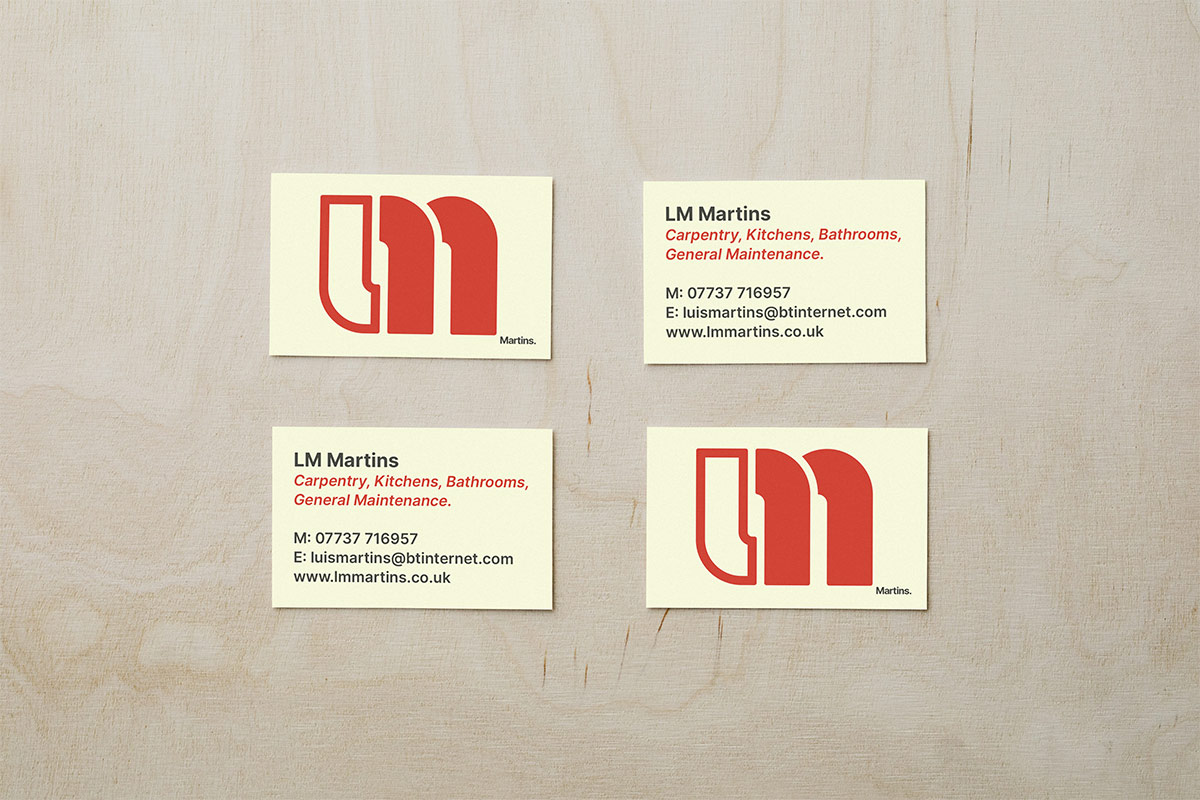 lm
Martins.
LM Martins
Carpentry, Kitchens, Bathrooms,
General Maintenance.
M: 07737 716957
E: luismartins@btinternet.com
www.lmmartins.co.uk
LM Martins
Carpentry, Kitchens, Bathrooms,
General Maintenance.
M: 07737 716957
E: luismartins@btinternet.com
www.lmmartins.co.uk
lm
Martins.